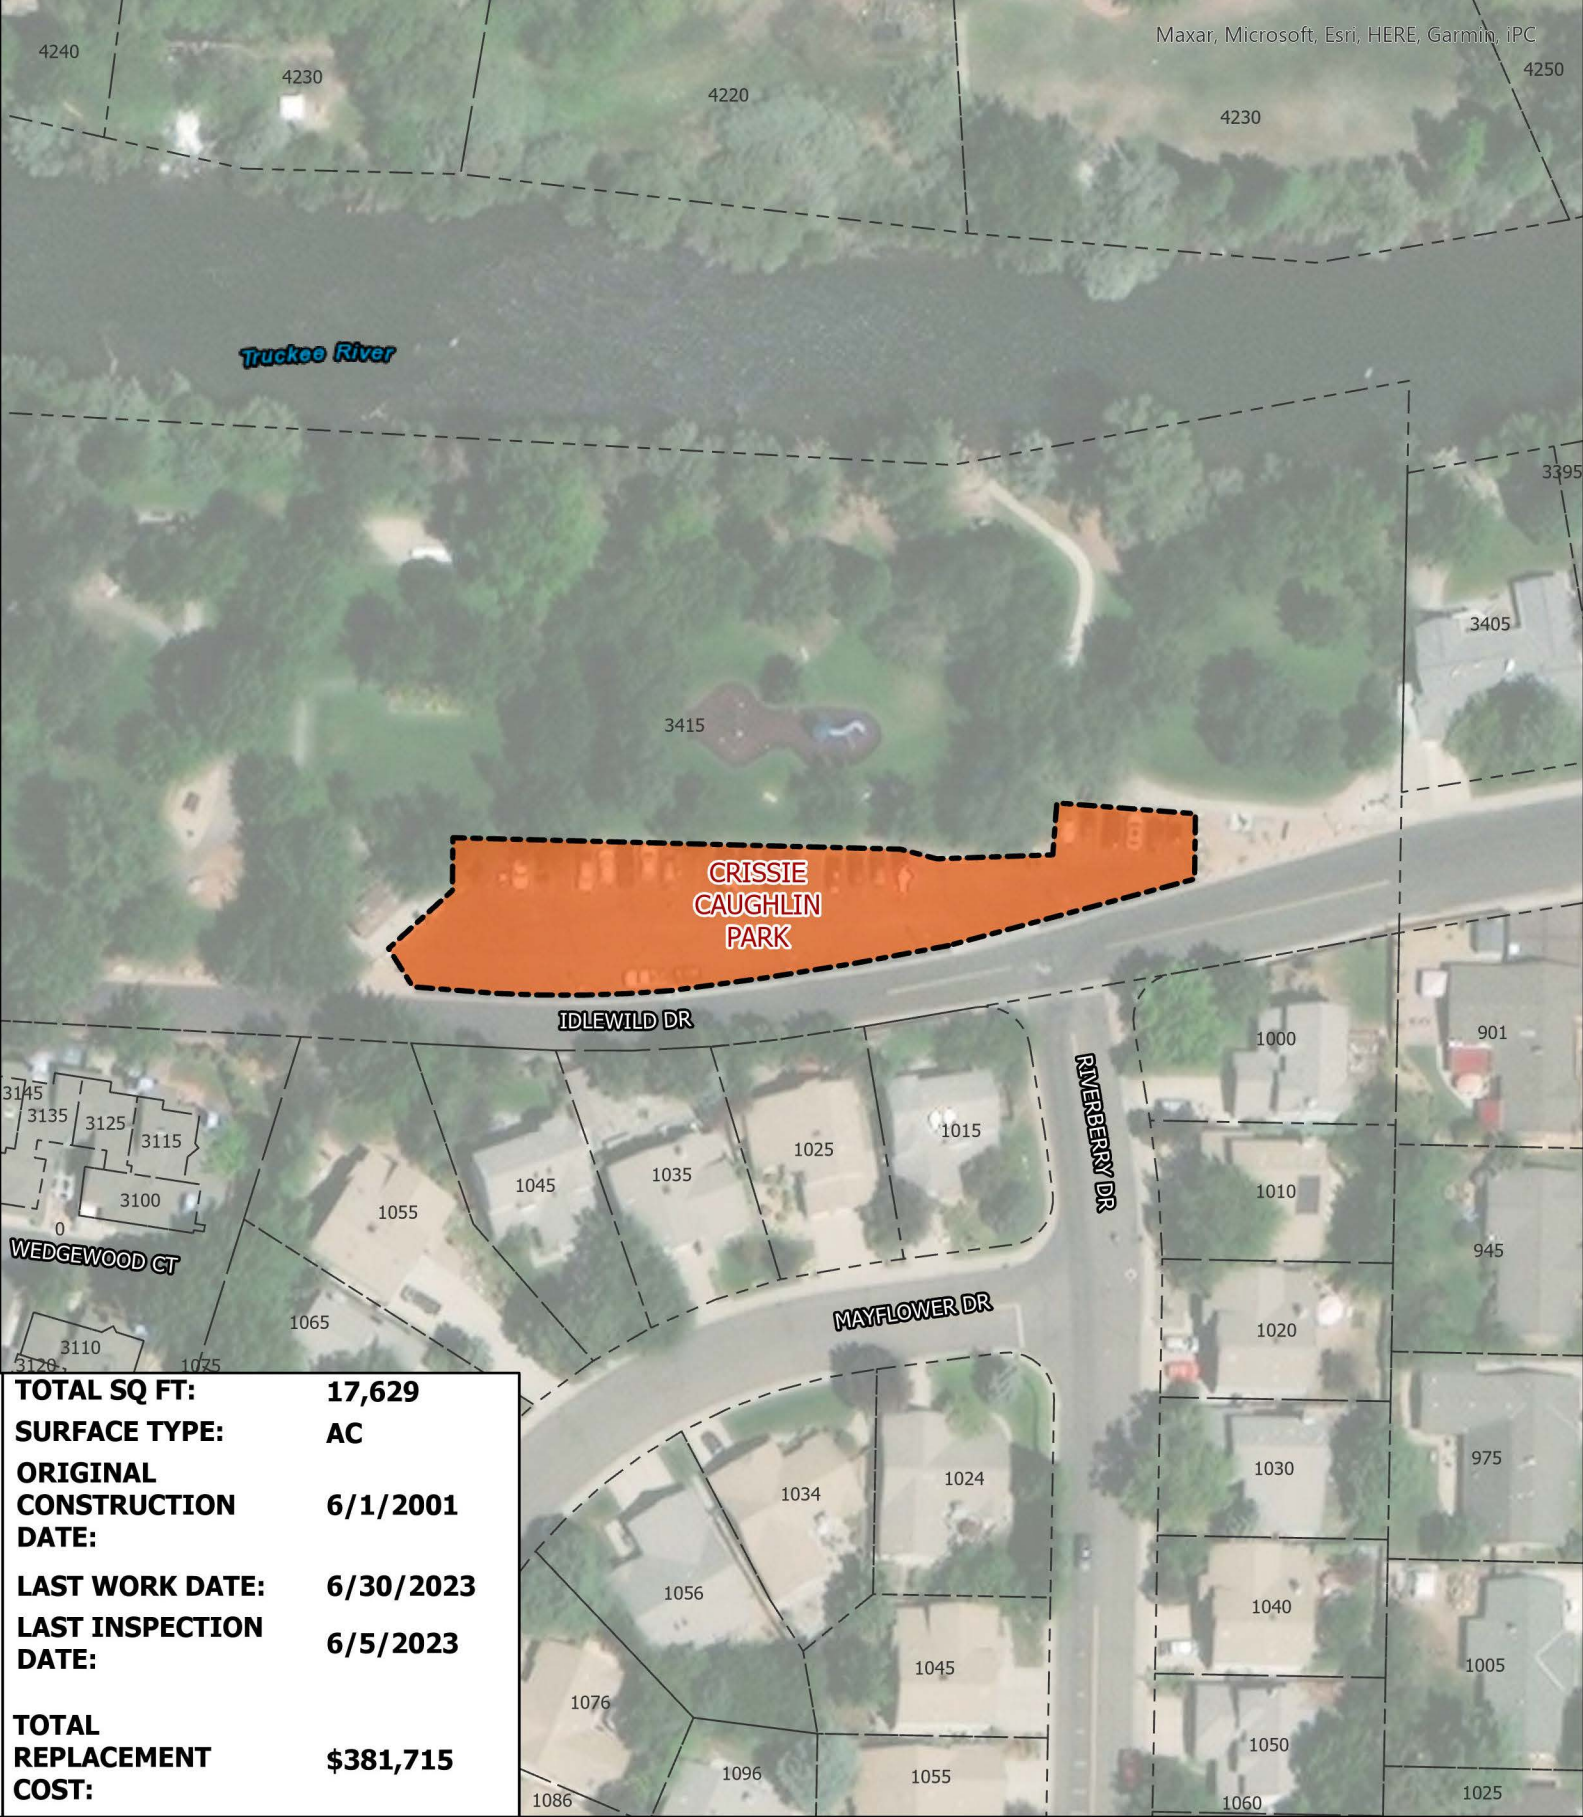 Maxar, Microsoft, Esri, HERE, Garmin, iPC
4240
4230
4220
4230
4250
Truckee River
3395
3405
3415
CRISSIE
CAUGHLIN
PARK
IDLEWILD DR
RIVERBERRY DR
1000
901
3145
3135
3125
3115
3100
0
WEDGEWOOD CT
1055
1045
1035
1025
1015
1010
945
1065
MAYFLOWER DR
1020
3110
3120
1075
TOTAL SQ FT: 17,629
SURFACE TYPE: AC
ORIGINAL
CONSTRUCTION 6/1/2001
DATE:
LAST WORK DATE: 6/30/2023
LAST INSPECTION
DATE: 6/5/2023
TOTAL
REPLACEMENT $381,715
COST:
1024
1034
1030
975
1056
1040
1045
1005
1076
1050
1096
1055
1086
1060
1025